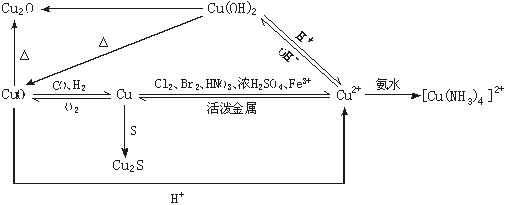 Cu₂O
Cu(OH)₂
H⁺
OH⁻
△
△
CuO
CO、H₂
O₂
Cu
Cl₂、Br₂、HNO₃、浓H₂SO₄、Fe³⁺
活泼金属
Cu²⁺
氨水
[Cu(NH₃)₄]²⁺
S
Cu₂S
H⁺